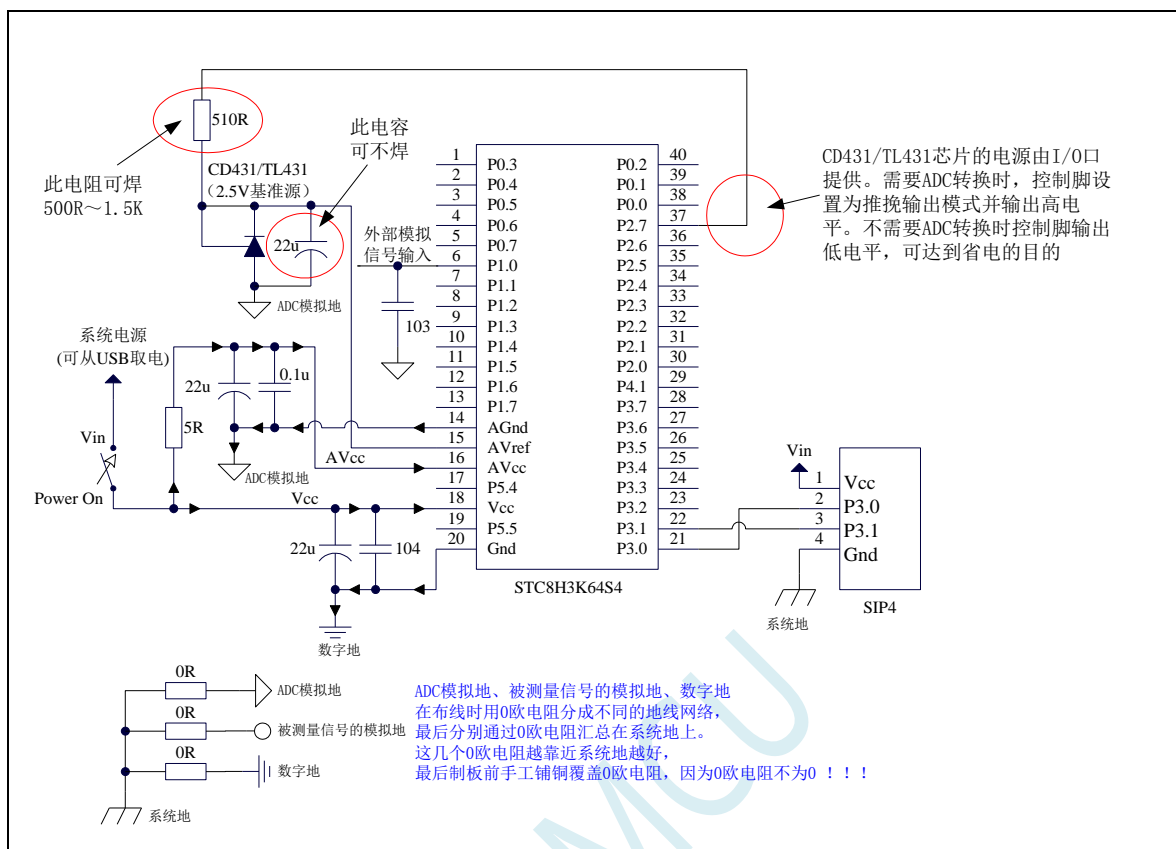 510R
此电阻可焊
500R～1.5K
CD431/TL431
（2.5V基准源）
此电容
可不焊
22u
ADC模拟地
外部模拟
信号输入
103
CD431/TL431芯片的电源由I/O口
提供。需要ADC转换时，控制脚设
置为推挽输出模式并输出高电
平。不需要ADC转换时控制脚输出
低电平，可达到省电的目的
系统电源
(可从USB取电)
Vin
Power On
5R
22u
0.1u
ADC模拟地
AVcc
Vcc
22u
104
数字地
1 P0.3
2 P0.4
3 P0.5
4 P0.6
5 P0.7
6 P1.0
7 P1.1
8 P1.2
9 P1.3
10 P1.4
11 P1.5
12 P1.6
13 P1.7
14 AGnd
15 AVref
16 AVcc
17 P5.4
18 Vcc
19 P5.5
20 Gnd
P0.2 40
P0.1 39
P0.0 38
P2.7 37
P2.6 36
P2.5 35
P2.4 34
P2.3 33
P2.2 32
P2.1 31
P2.0 30
P4.1 29
P3.7 28
P3.6 27
P3.5 26
P3.4 25
P3.3 24
P3.2 23
P3.1 22
P3.0 21
STC8H3K64S4
Vin
1 Vcc
2 P3.0
3 P3.1
4 Gnd
SIP4
系统地
0R
ADC模拟地
0R
被测量信号的模拟地
0R
数字地
系统地
ADC模拟地、被测量信号的模拟地、数字地
在布线时用0欧电阻分成不同的地线网络，
最后分别通过0欧电阻汇总在系统地上。
这几个0欧电阻越靠近系统地越好，
最后制板前手工铺铜覆盖0欧电阻，因为0欧电阻不为0 ！！！
MCU